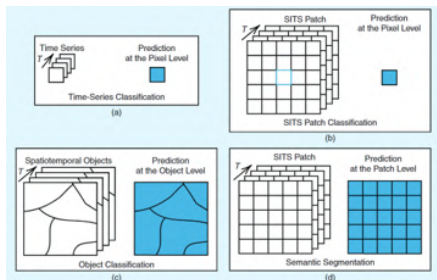 Time Series
T
Prediction
at the Pixel Level
Time-Series Classification
(a)
SITS Patch
T
Prediction
at the Pixel Level
SITS Patch Classification
(b)
Spatiotemporal Objects
T
Prediction
at the Object Level
Object Classification
(c)
SITS Patch
T
Prediction
at the Patch Level
Semantic Segmentation
(d)